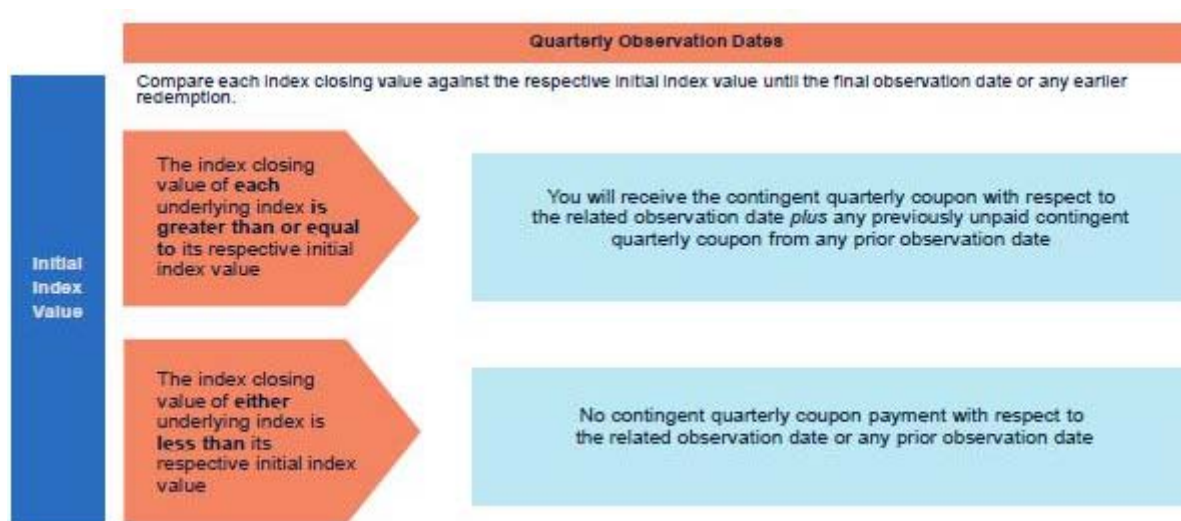 Quarterly Observation Dates
Compare each index closing value against the respective initial index value until the final observation date or any earlier
redemption.
Initial
Index
Value
The index closing
value of each
underlying index is
greater than or equal
to its respective initial
index value
You will receive the contingent quarterly coupon with respect to
the related observation date plus any previously unpaid contingent
quarterly coupon from any prior observation date
The index closing
value of either
underlying index is
less than its
respective initial index
value
No contingent quarterly coupon payment with respect to
the related observation date or any prior observation date